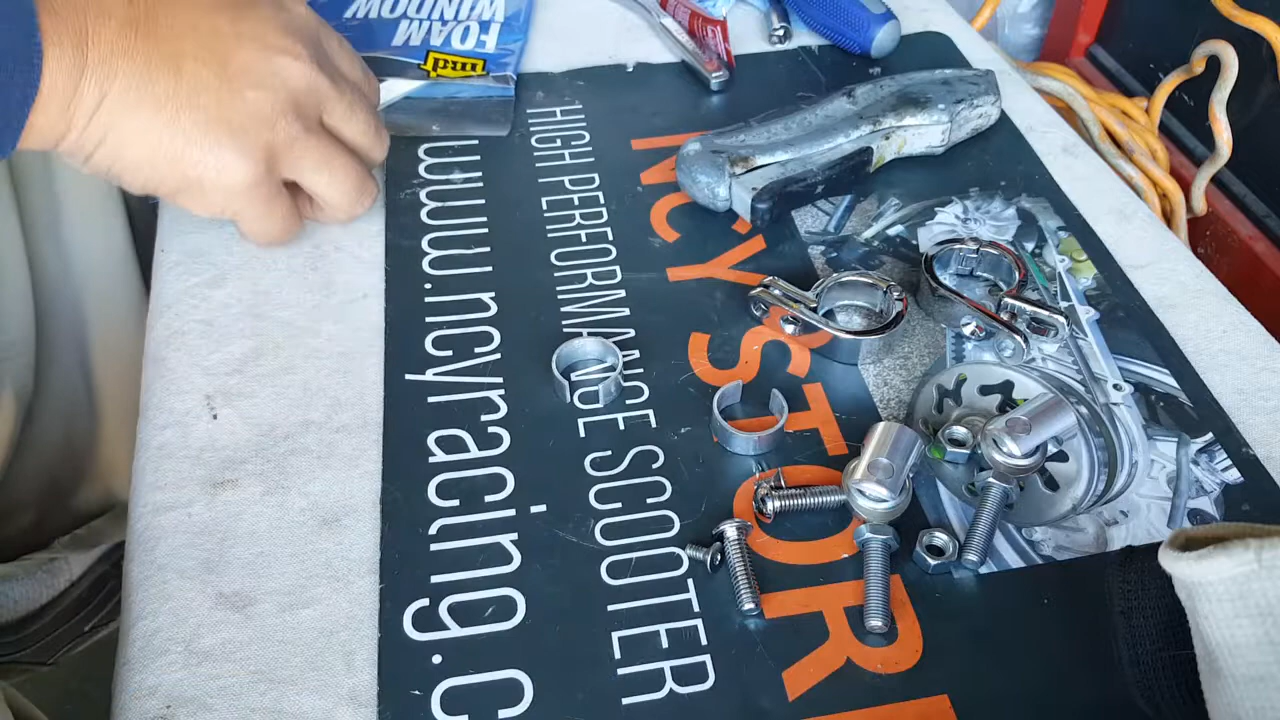 FOAM
WINDOW
md
NCY STOR
HIGH PERFORMANCE SCOOTER
www.ncyracing.c